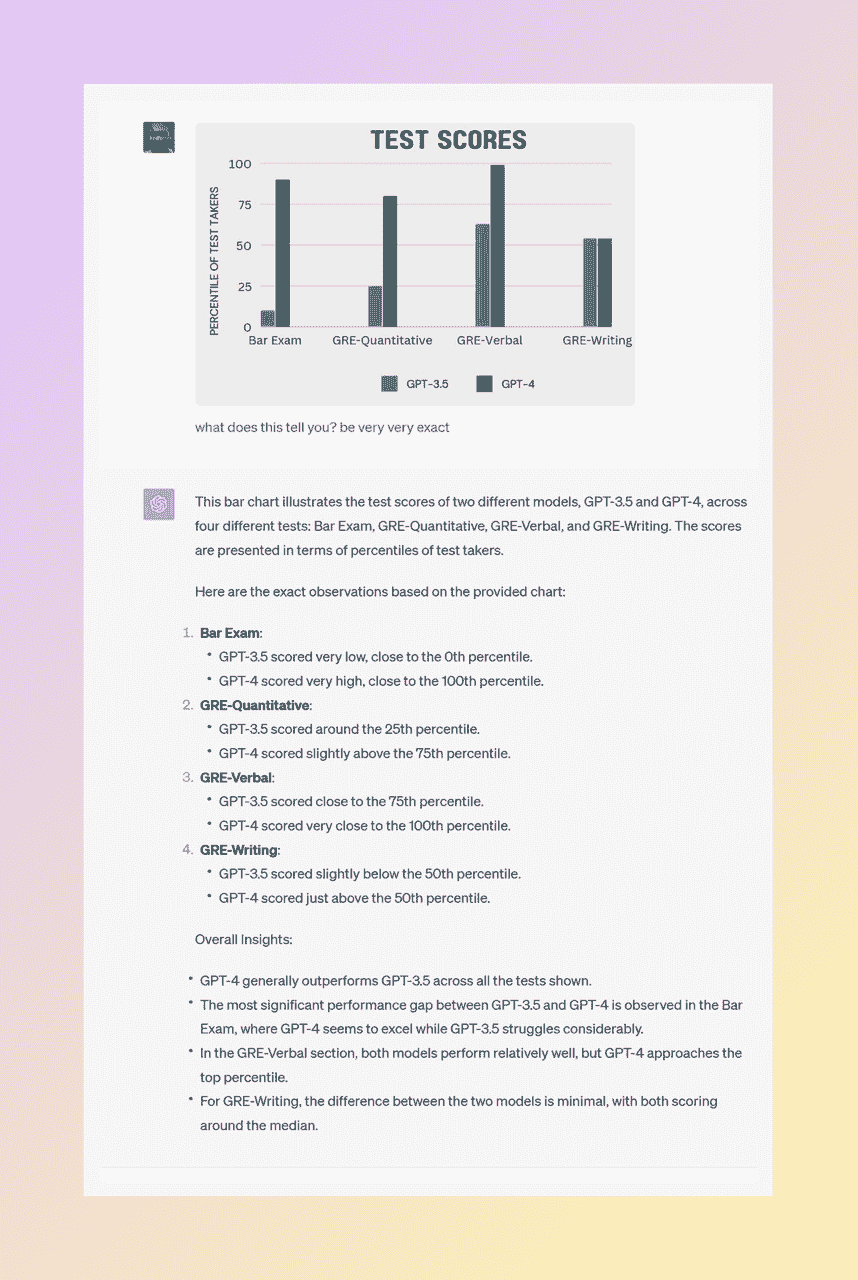 TEST SCORES
PERCENTILE OF TEST TAKERS
100
75
50
25
0
Bar Exam GRE-Quantitative GRE-Verbal GRE-Writing
GPT-3.5 GPT-4
what does this tell you? be very very exact
This bar chart illustrates the test scores of two different models, GPT-3.5 and GPT-4, across
four different tests: Bar Exam, GRE-Quantitative, GRE-Verbal, and GRE-Writing. The scores
are presented in terms of percentiles of test takers.
Here are the exact observations based on the provided chart:
1. Bar Exam:
• GPT-3.5 scored very low, close to the 0th percentile.
• GPT-4 scored very high, close to the 100th percentile.
2. GRE-Quantitative:
• GPT-3.5 scored around the 25th percentile.
• GPT-4 scored slightly above the 75th percentile.
3. GRE-Verbal:
• GPT-3.5 scored close to the 75th percentile.
• GPT-4 scored very close to the 100th percentile.
4. GRE-Writing:
• GPT-3.5 scored slightly below the 50th percentile.
• GPT-4 scored just above the 50th percentile.
Overall Insights:
• GPT-4 generally outperforms GPT-3.5 across all the tests shown.
• The most significant performance gap between GPT-3.5 and GPT-4 is observed in the Bar
Exam, where GPT-4 seems to excel while GPT-3.5 struggles considerably.
• In the GRE-Verbal section, both models perform relatively well, but GPT-4 approaches the
top percentile.
• For GRE-Writing, the difference between the two models is minimal, with both scoring
around the median.